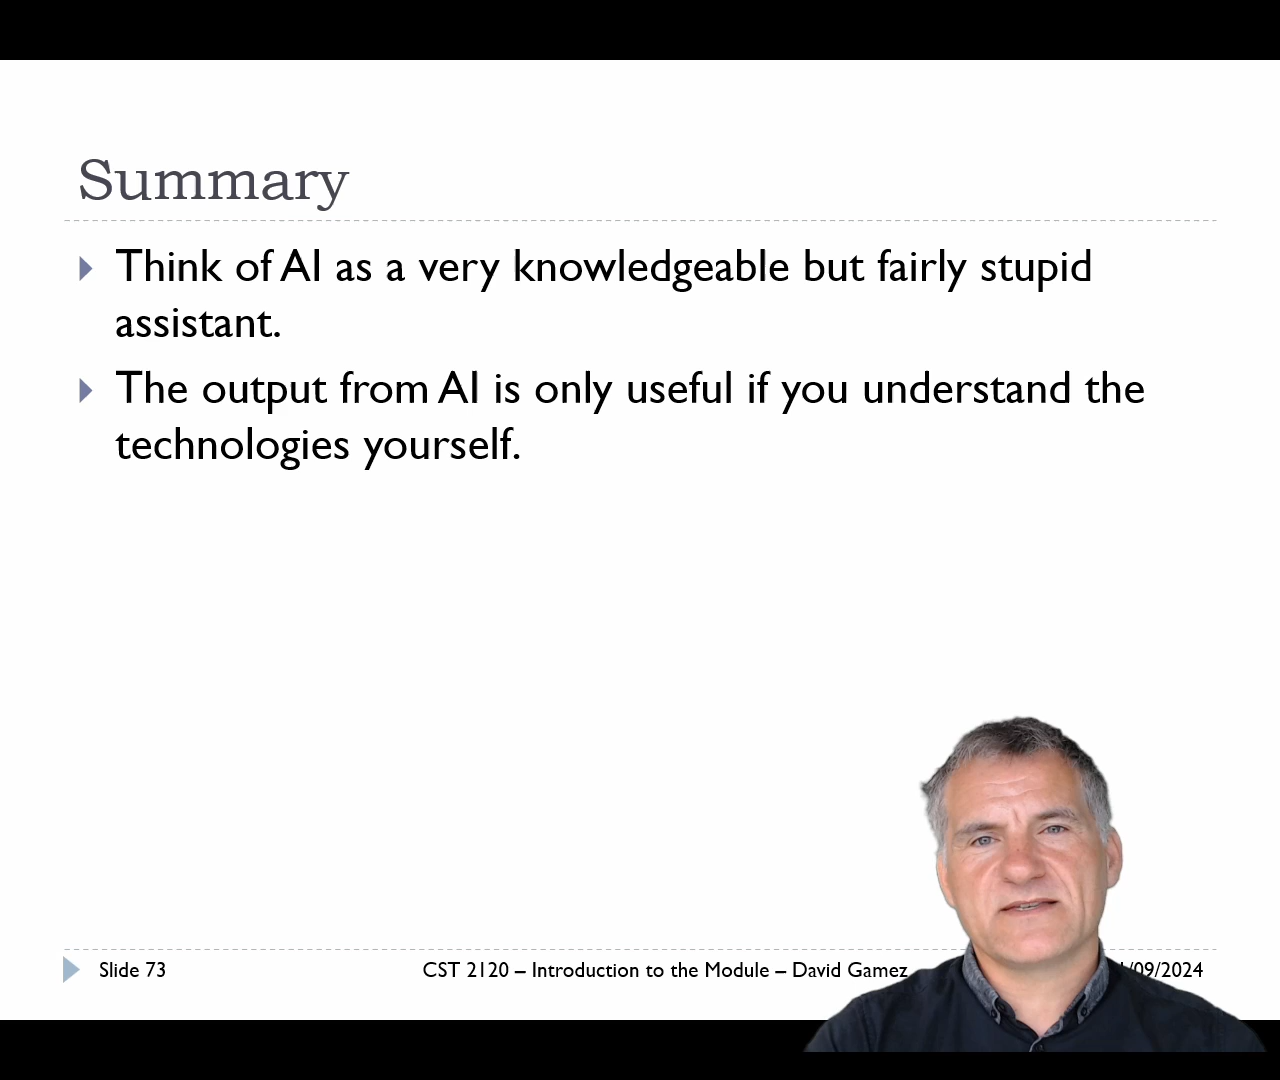 Summary
Think of AI as a very knowledgeable but fairly stupid
assistant.
The output from AI is only useful if you understand the
technologies yourself.
Slide 73
CST 2120 – Introduction to the Module – David Gamez
/09/2024